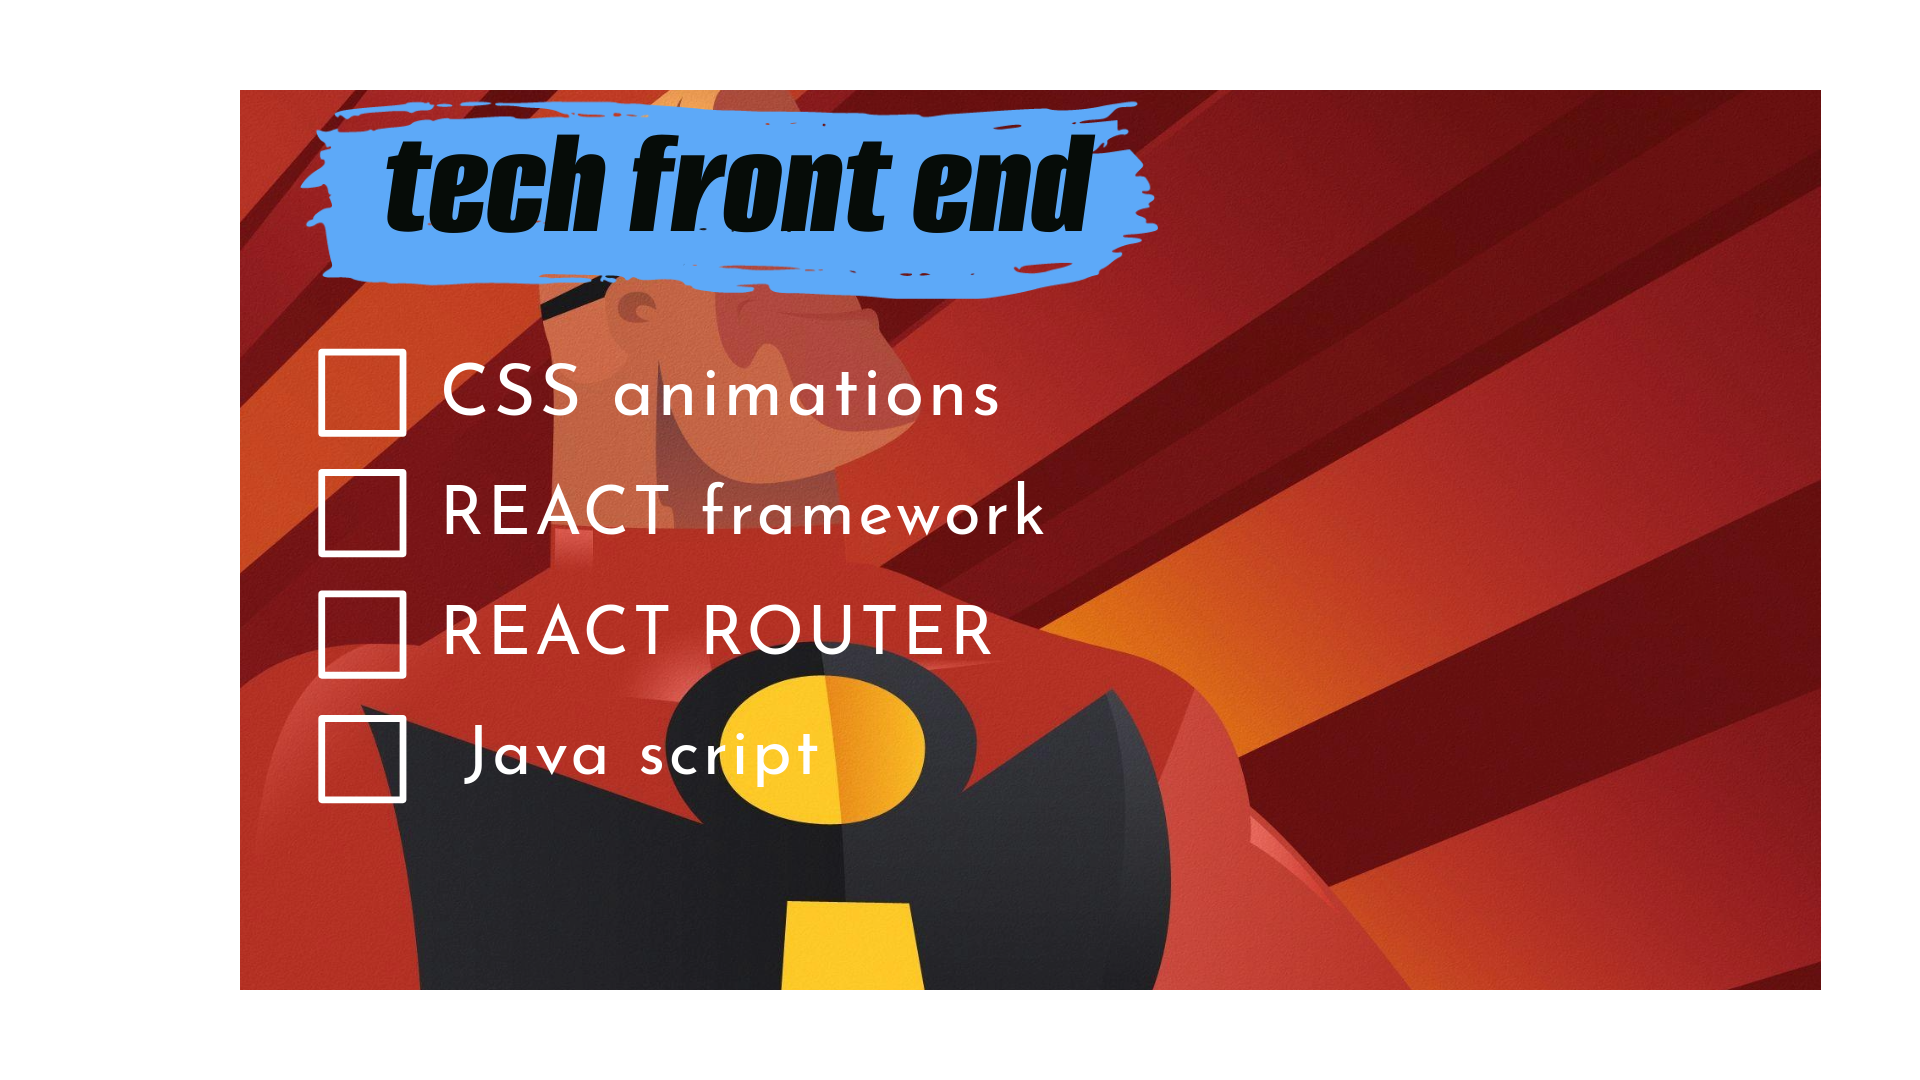 tech front end
CSS animations
REACT framework
REACT ROUTER
Java script